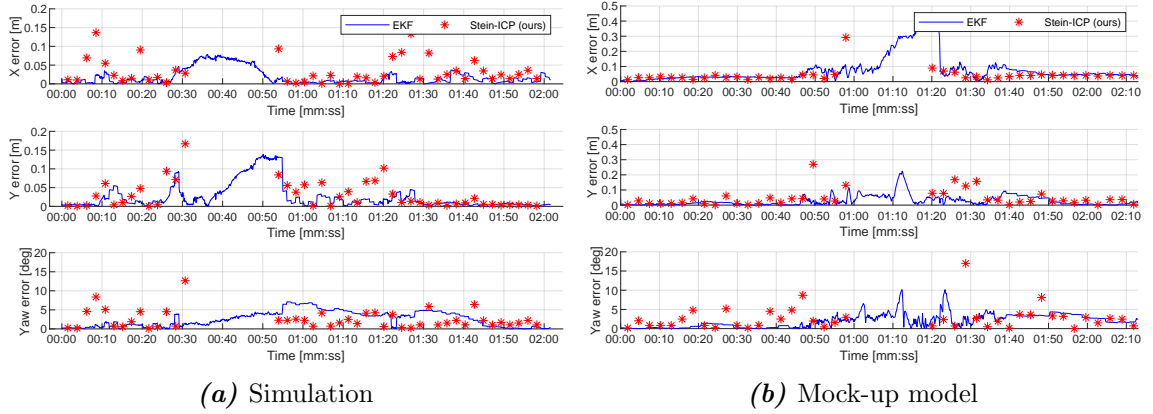 EKF
Stein-ICP (ours)
X error [m]
0.2
0.15
0.1
0.05
0
00:00 00:10 00:20 00:30 00:40 00:50 01:00 01:10 01:20 01:30 01:40 01:50 02:00
Time [mm:ss]
Y error [m]
0.2
0.15
0.1
0.05
0
00:00 00:10 00:20 00:30 00:40 00:50 01:00 01:10 01:20 01:30 01:40 01:50 02:00
Time [mm:ss]
Yaw error [deg]
20
15
10
5
0
00:00 00:10 00:20 00:30 00:40 00:50 01:00 01:10 01:20 01:30 01:40 01:50 02:00
Time [mm:ss]
(a) Simulation
EKF
Stein-ICP (ours)
X error [m]
0.5
0.4
0.3
0.2
0.1
0
00:00 00:10 00:20 00:30 00:40 00:50 01:00 01:10 01:20 01:30 01:40 01:50 02:00 02:10
Time [mm:ss]
Y error [m]
0.5
0.4
0.3
0.2
0.1
0
00:00 00:10 00:20 00:30 00:40 00:50 01:00 01:10 01:20 01:30 01:40 01:50 02:00 02:10
Time [mm:ss]
Yaw error [deg]
20
15
10
5
0
00:00 00:10 00:20 00:30 00:40 00:50 01:00 01:10 01:20 01:30 01:40 01:50 02:00 02:10
Time [mm:ss]
(b) Mock-up model